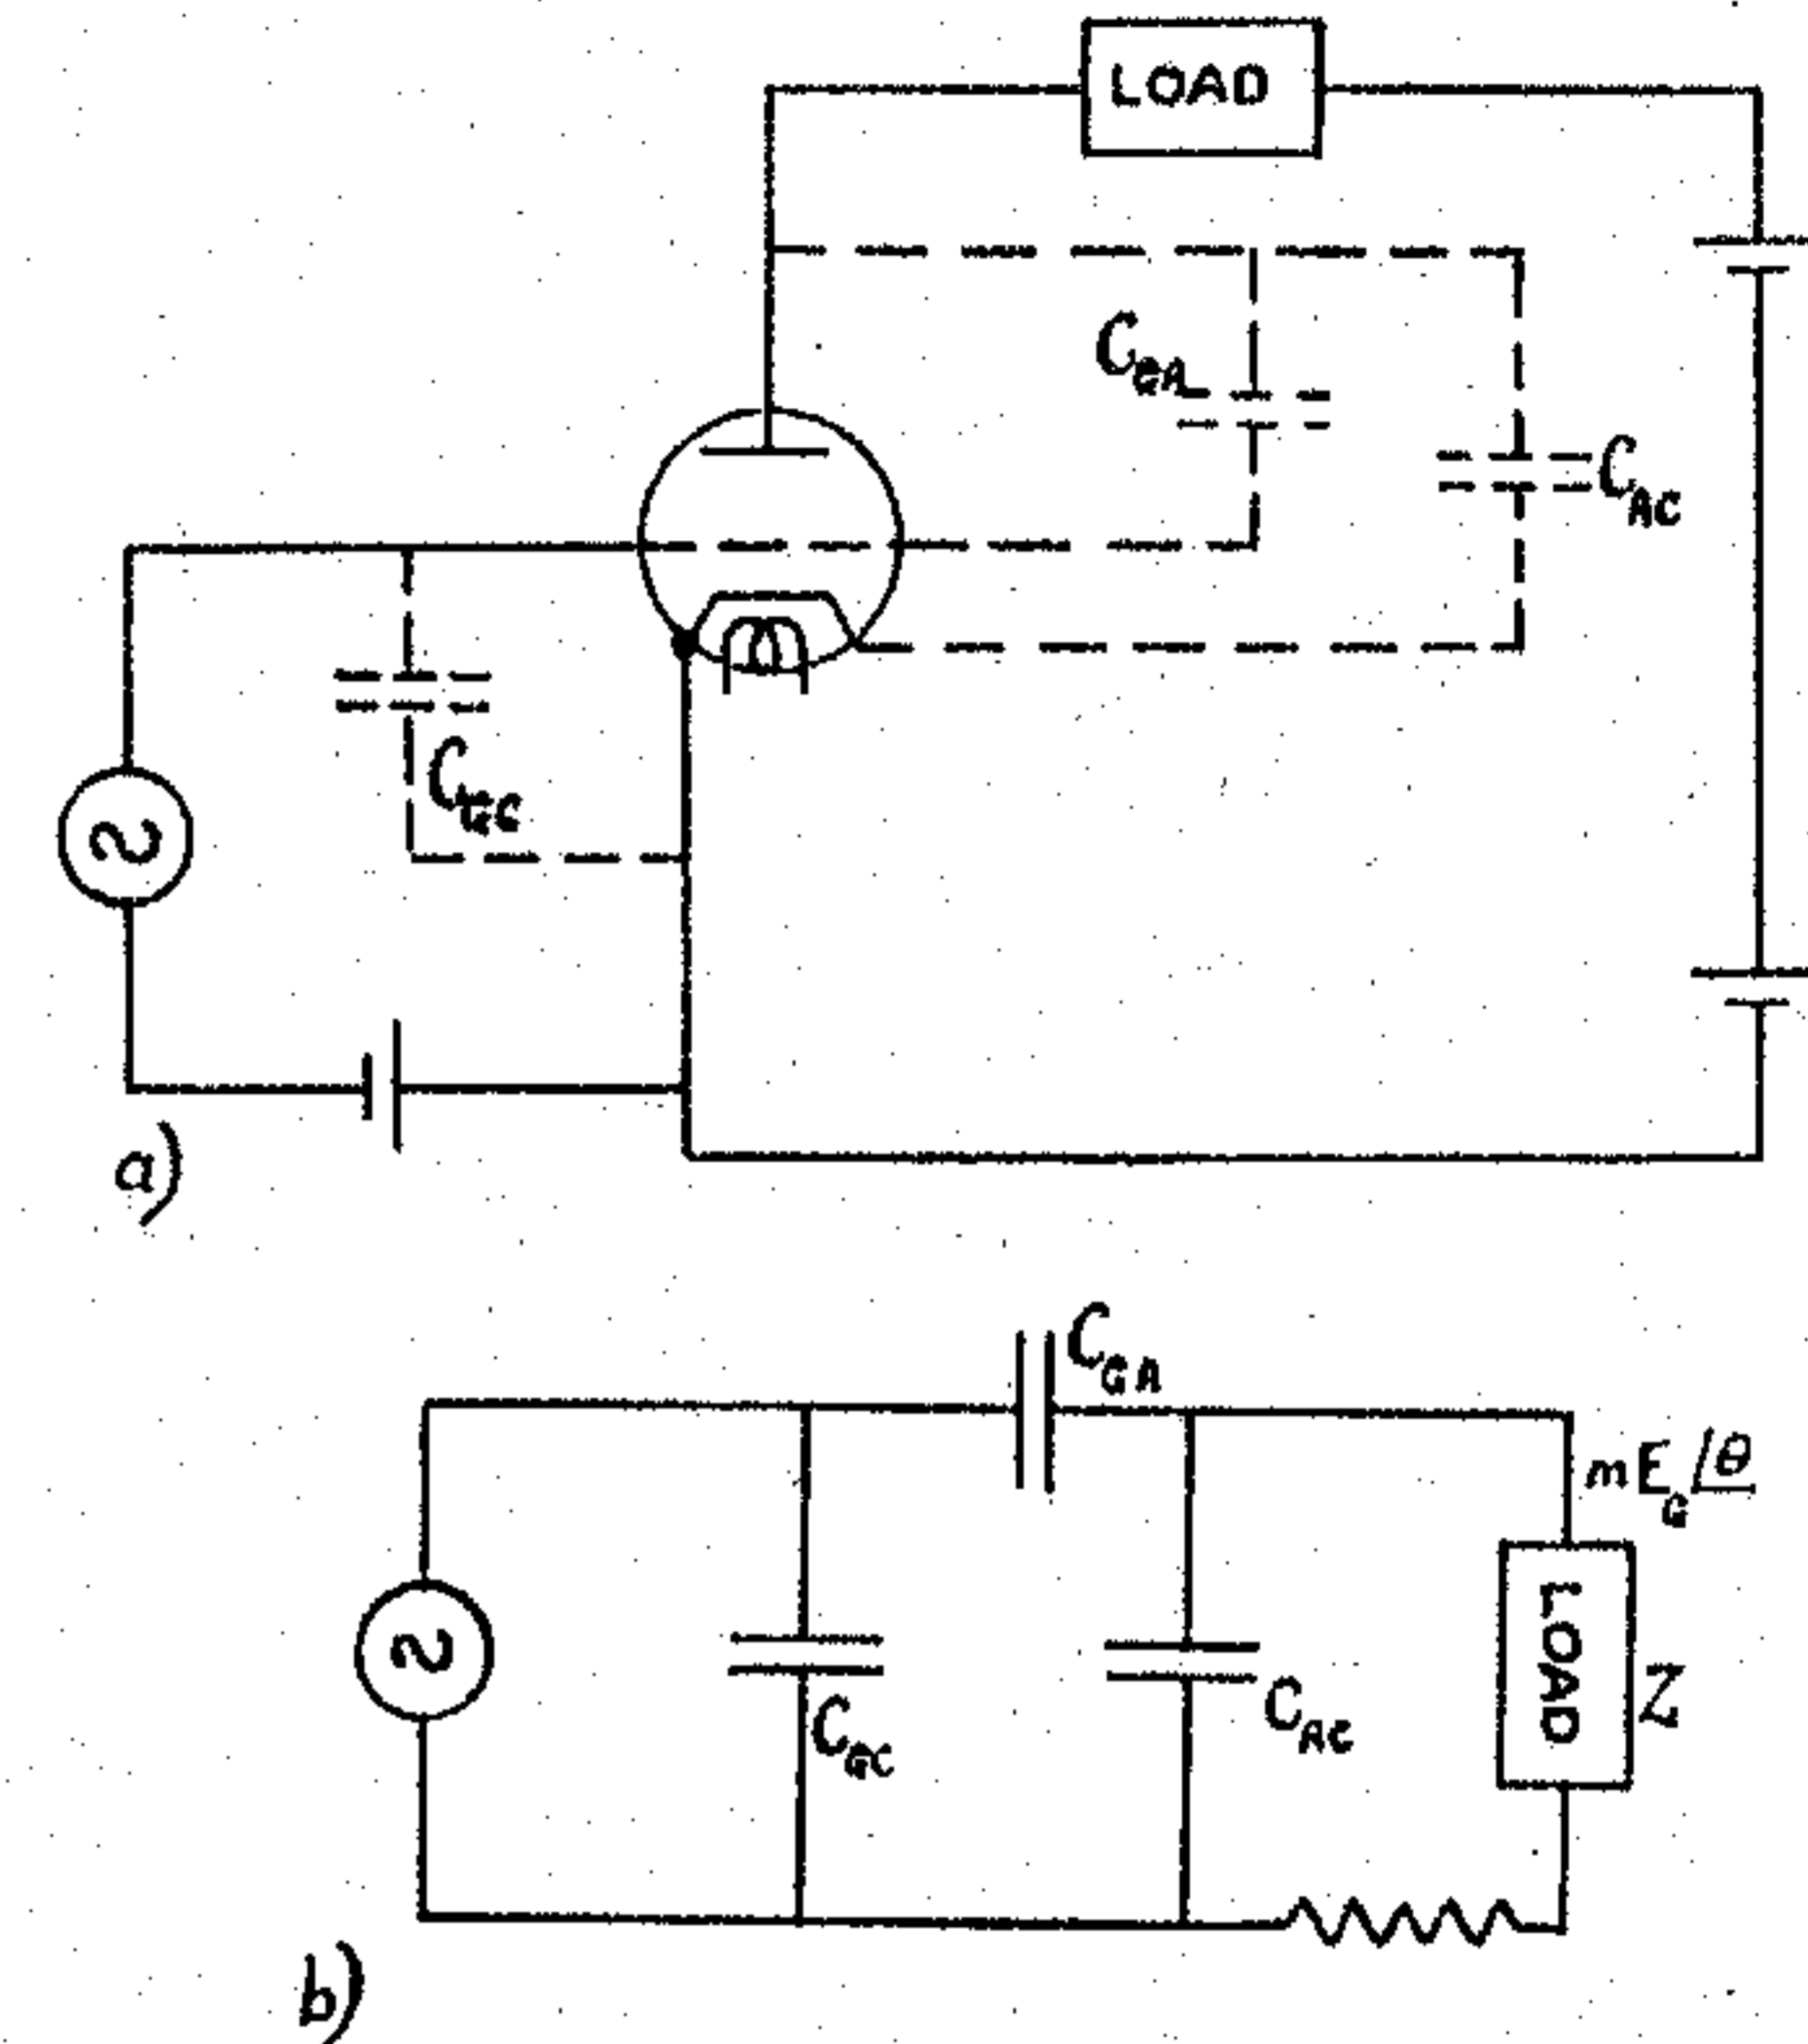 LOAD
C_GA
C_AC
C_GC
a)
C_GA
mE_G/θ
LOAD
Z
C_GC
C_AC
b)